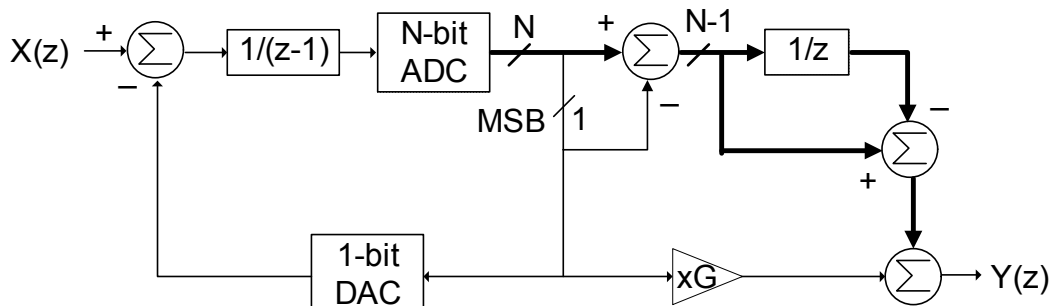 X(z)
+
−
Σ
1/(z-1)
N-bit
ADC
N
MSB
1
+
−
Σ
N-1
1/z
−
+
Σ
1-bit
DAC
xG
Σ
Y(z)